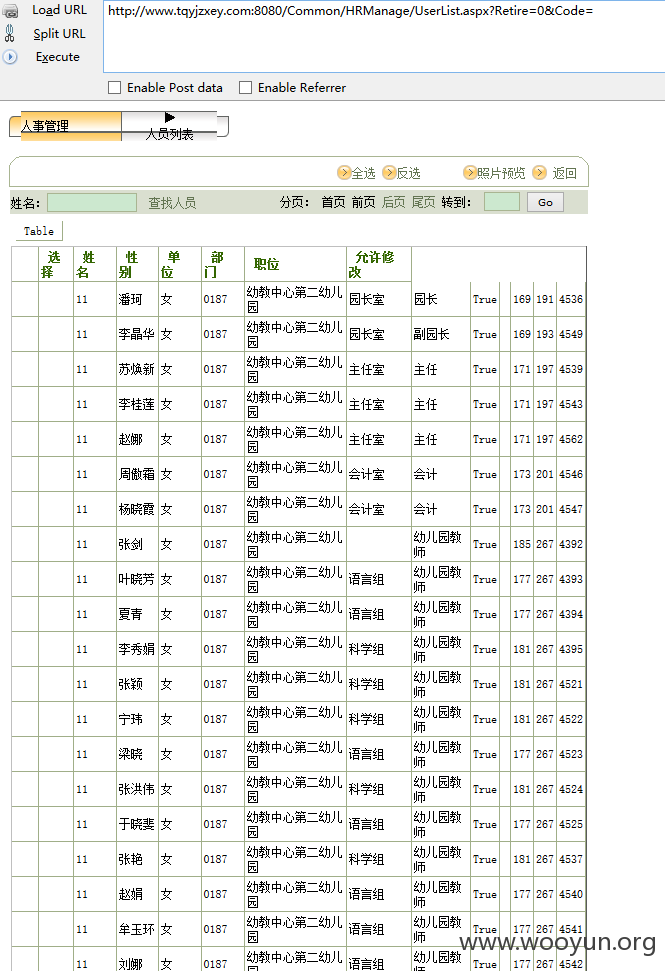 Load URL
http://www.tqyjzxey.com:8080/Common/HRManage/UserList.aspx?Retire=0&Code=
Split URL
Execute
Enable Post data Enable Referrer
人事管理
人员列表
全选 反选 照片预览 返回
姓名: 查找人员 分页: 首页 前页 后页 尾页 转到: Go
Table
选择 姓名 性别 单位 部门 职位 允许修改
11 潘珂 女 0187 幼教中心第二幼儿园 园长室 园长 True 169 191 4536
11 李晶华 女 0187 幼教中心第二幼儿园 园长室 副园长 True 169 193 4549
11 苏焕新 女 0187 幼教中心第二幼儿园 主任室 主任 True 171 197 4539
11 李桂莲 女 0187 幼教中心第二幼儿园 主任室 主任 True 171 197 4543
11 赵娜 女 0187 幼教中心第二幼儿园 主任室 主任 True 171 197 4562
11 周傲霜 女 0187 幼教中心第二幼儿园 会计室 会计 True 173 201 4546
11 杨晓霞 女 0187 幼教中心第二幼儿园 会计室 会计 True 173 201 4547
11 张剑 女 0187 幼教中心第二幼儿园 幼儿园教师 True 185 267 4392
11 叶晓芳 女 0187 幼教中心第二幼儿园 语言组 幼儿园教师 True 177 267 4393
11 夏青 女 0187 幼教中心第二幼儿园 语言组 幼儿园教师 True 177 267 4394
11 李秀娟 女 0187 幼教中心第二幼儿园 科学组 幼儿园教师 True 181 267 4395
11 张颖 女 0187 幼教中心第二幼儿园 科学组 幼儿园教师 True 181 267 4521
11 宁玮 女 0187 幼教中心第二幼儿园 科学组 幼儿园教师 True 181 267 4522
11 梁晓 女 0187 幼教中心第二幼儿园 语言组 幼儿园教师 True 177 267 4523
11 张洪伟 女 0187 幼教中心第二幼儿园 科学组 幼儿园教师 True 181 267 4524
11 于晓斐 女 0187 幼教中心第二幼儿园 语言组 幼儿园教师 True 177 267 4525
11 张艳 女 0187 幼教中心第二幼儿园 科学组 幼儿园教师 True 181 267 4537
11 赵娟 女 0187 幼教中心第二幼儿园 语言组 幼儿园教师 True 177 267 4540
11 牟玉环 女 0187 幼教中心第二幼儿园 语言组 幼儿园教师 True 177 267 4541
11 刘娜 女 0187 幼教中心第二幼儿园 语言组 幼儿园教师 True 177 267 4542
www.wooyun.org